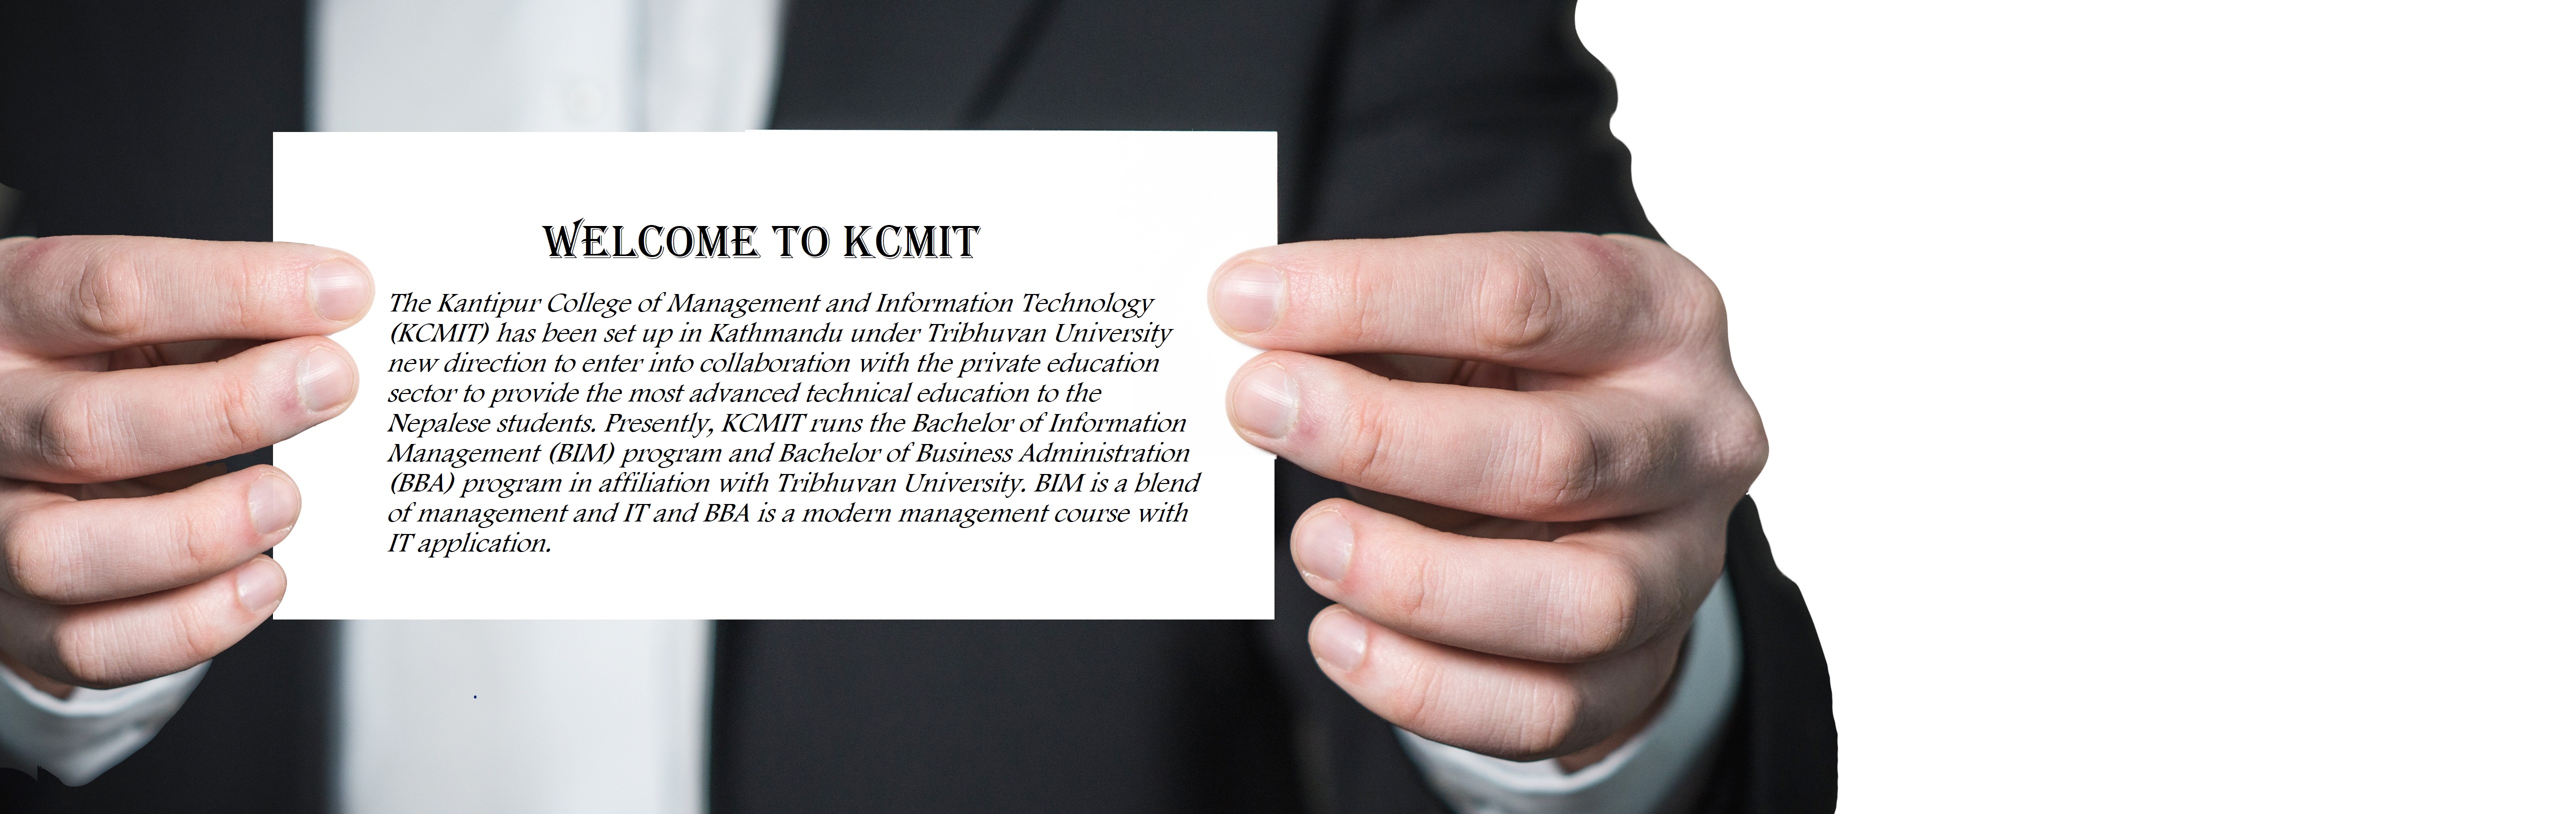 WELCOME TO KCMIT
The Kantipur College of Management and Information Technology
(KCMIT) has been set up in Kathmandu under Tribhuvan University
new direction to enter into collaboration with the private education
sector to provide the most advanced technical education to the
Nepalese students. Presently, KCMIT runs the Bachelor of Information
Management (BIM) program and Bachelor of Business Administration
(BBA) program in affiliation with Tribhuvan University. BIM is a blend
of management and IT and BBA is a modern management course with
IT application.